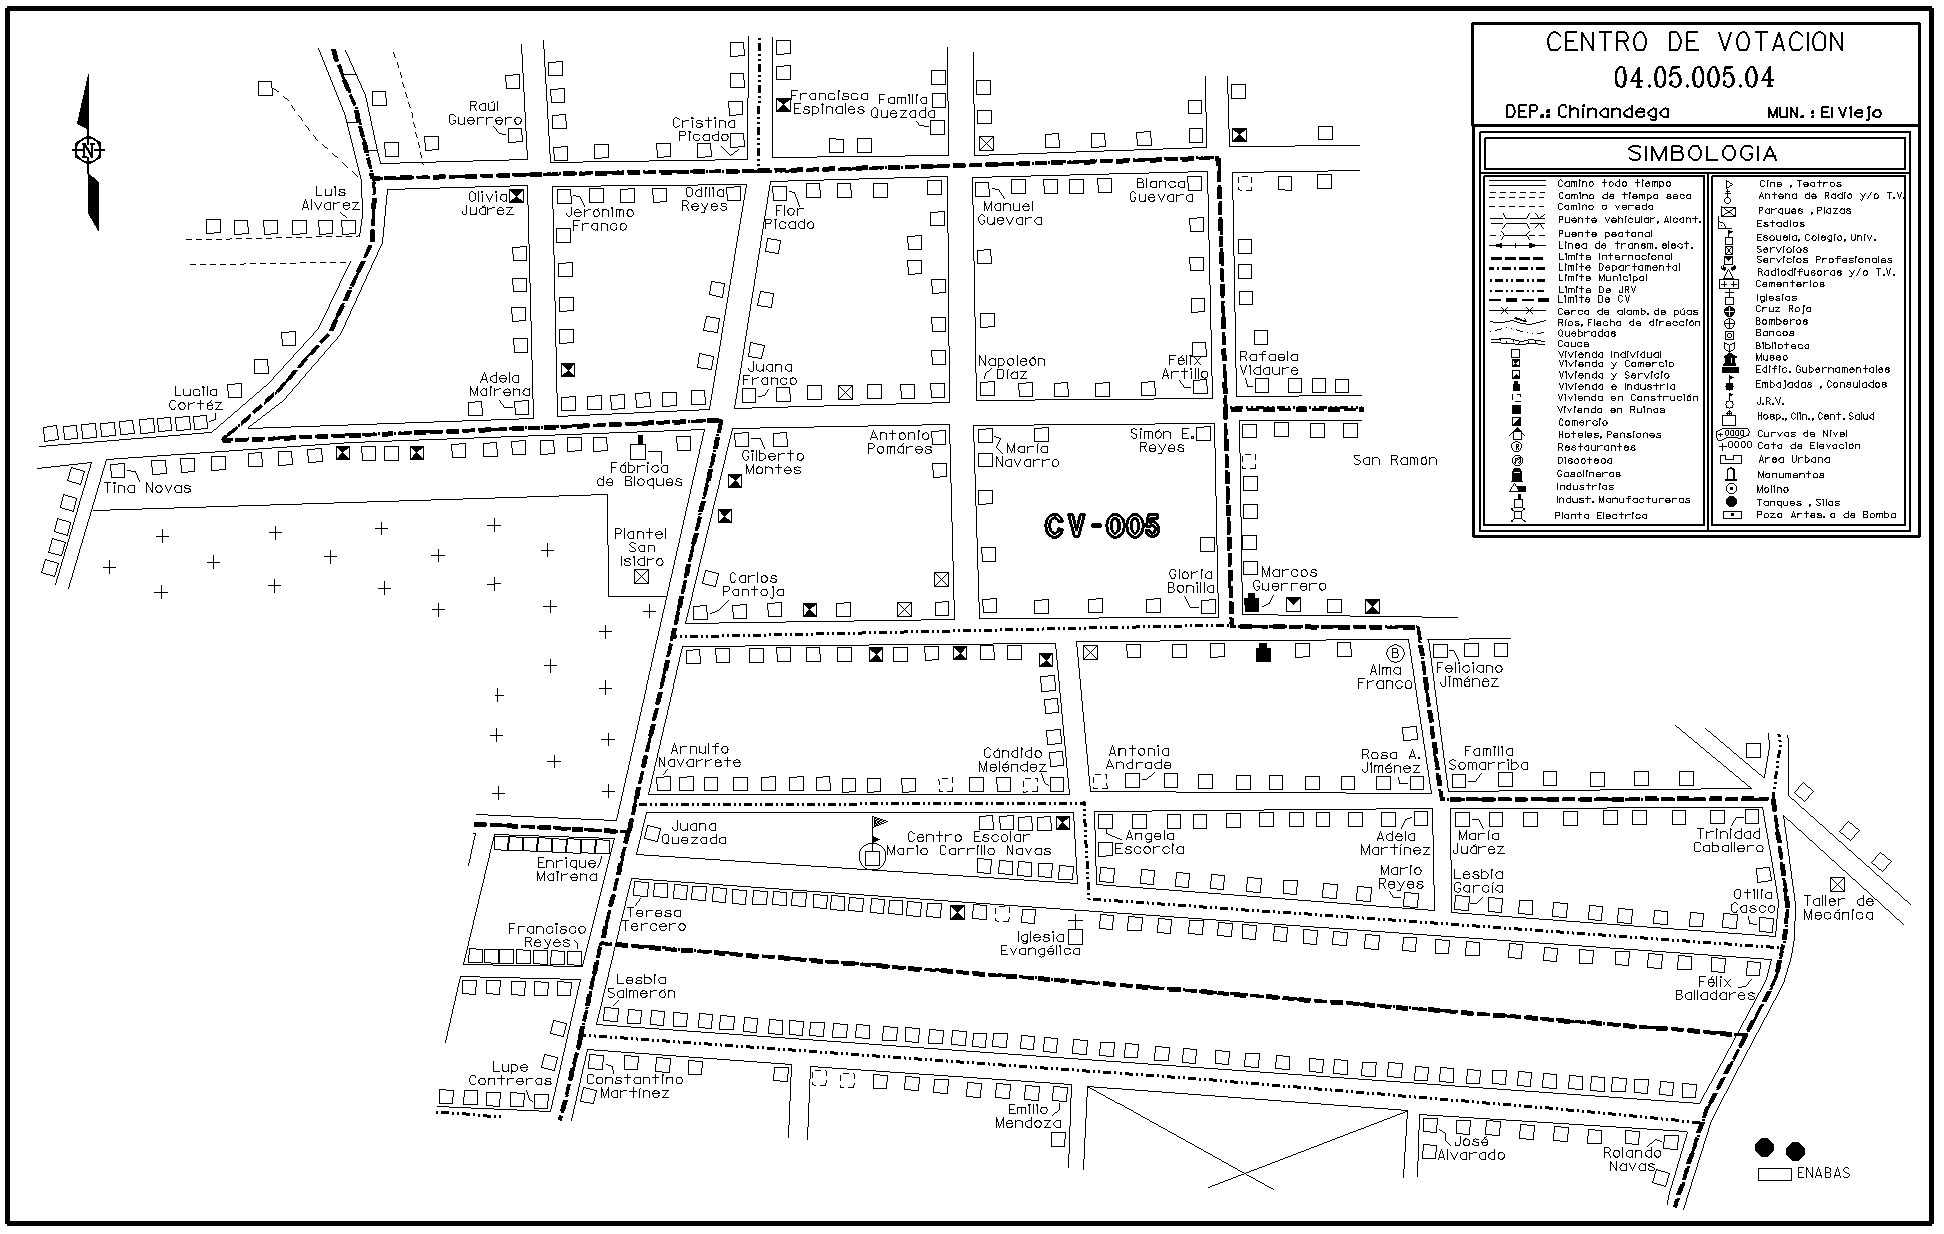 CENTRO DE VOTACION
04.05.005.04
DEP.: Chinandega
MUN. : El Viejo
SIMBOLOGIA
Camino todo tiempo
Camino de tiempo seca
Camino o vereda
Puente vehicular, Alcant.
Puente peatonal
Linea de transm. elect.
Limite Internacional
Limite Departamental
Limite Municipal
Limite De JRV
Limite De CV
Cerca de alamb. de púas
Ríos, Flecha de dirección
Quebradas
Cauce
Vivienda Individual
Vivienda y Comercio
Vivienda y Servicio
Vivienda e Industria
Vivienda en Construción
Vivienda en Ruinas
Comercio
Hoteles, Pensiones
Restaurantes
Discoteca
Gasolineras
Industrias
Indust. Manufactureras
Planta Electrica
Cine , Teatros
Antena de Radio y/o T.V.
Parques , Plazas
Estadios
Escuela, Colegio, Univ.
Servicios
Servicios Profesionales
Radiodifusoras y/o T.V.
Cementerios
Iglesias
Cruz Roja
Bomberos
Bancos
Biblioteca
Museo
Edific. Gubernamentales
Embajadas , Consulados
J.R.V.
Hosp., Clin., Cent. Salud
Curvas de Nivel
Cota de Elevación
Area Urbana
Monumentos
Molino
Tanques , Silas
Pozo Artes. o de Bomba
N
Raúl
Guerrero
Cristina
Picado
Francisca
Espinales
Familia
Quezada
Luis
Alvarez
Olivia
Juárez
Jerónimo
Franco
Odilia
Reyes
Flor
Picado
Manuel
Guevara
Blanca
Guevara
Lucila
Cortéz
Adela
Mairena
Juana
Franco
Napoleón
Díaz
Félix
Artillo
Rafaela
Vidaure
Tina Novas
Fábrica
de Bloques
Gilberto
Montes
Antonio
Pomáres
María
Navarro
Simón E.
Reyes
San Ramón
CV-005
Plantel
San
Isidro
Carlos
Pantoja
Gloria
Bonilla
Marcos
Guerrero
B
Alma
Franco
Feliciano
Jiménez
Arnulfo
Navarrete
Cándido
Meléndez
Antonia
Andrade
Rosa A.
Jiménez
Familia
Somarriba
Juana
Quezada
Centro Escolar
Mario Carrillo Navas
Angela
Escorcia
Adela
Martínez
María
Juárez
Trinidad
Caballero
Enrique
Mairena
Mario
Reyes
Lesbia
García
Otilia
Casco
Taller de
Mecánica
Francisco
Reyes
Teresa
Tercero
Iglesia
Evangélica
Lesbia
Salmerón
Félix
Balladares
Lupe
Contreras
Constantino
Martínez
Emilio
Mendoza
José
Alvarado
Rolando
Navas
ENABAS